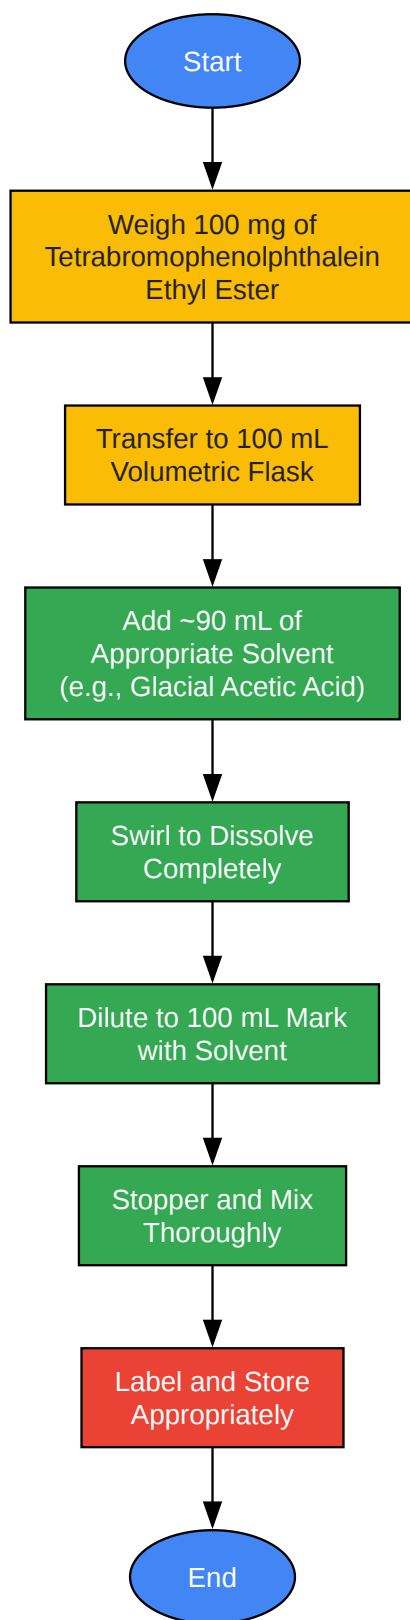 Start
Weigh 100 mg of
Tetrabromophenolphthalein
Ethyl Ester
Transfer to 100 mL
Volumetric Flask
Add ~90 mL of
Appropriate Solvent
(e.g., Glacial Acetic Acid)
Swirl to Dissolve
Completely
Dilute to 100 mL Mark
with Solvent
Stopper and Mix
Thoroughly
Label and Store
Appropriately
End